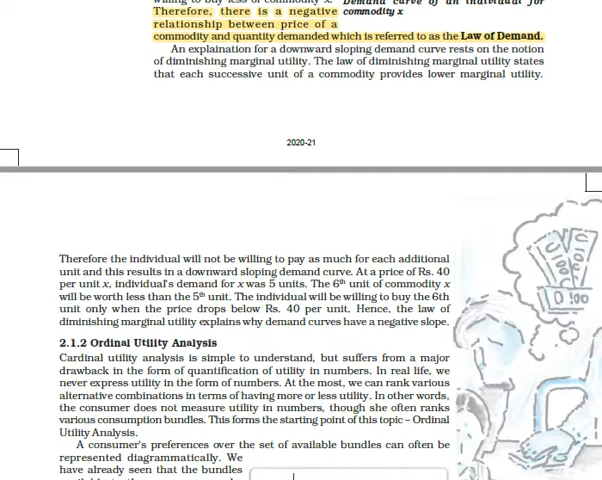 willing to buy less of commodity x. Demand curve of an individual for
Therefore, there is a negative commodity x
relationship between price of a
commodity and quantity demanded which is referred to as the Law of Demand.
An explaination for a downward sloping demand curve rests on the notion
of diminishing marginal utility. The law of diminishing marginal utility states
that each successive unit of a commodity provides lower marginal utility.
2020-21
Therefore the individual will not be willing to pay as much for each additional
unit and this results in a downward sloping demand curve. At a price of Rs. 40
per unit x, individual's demand for x was 5 units. The 6th unit of commodity x
will be worth less than the 5th unit. The individual will be willing to buy the 6th
unit only when the price drops below Rs. 40 per unit. Hence, the law of
diminishing marginal utility explains why demand curves have a negative slope.
2.1.2 Ordinal Utility Analysis
Cardinal utility analysis is simple to understand, but suffers from a major
drawback in the form of quantification of utility in numbers. In real life, we
never express utility in the form of numbers. At the most, we can rank various
alternative combinations in terms of having more or less utility. In other words,
the consumer does not measure utility in numbers, though she often ranks
various consumption bundles. This forms the starting point of this topic – Ordinal
Utility Analysis.
A consumer's preferences over the set of available bundles can often be
represented diagrammatically. We
have already seen that the bundles